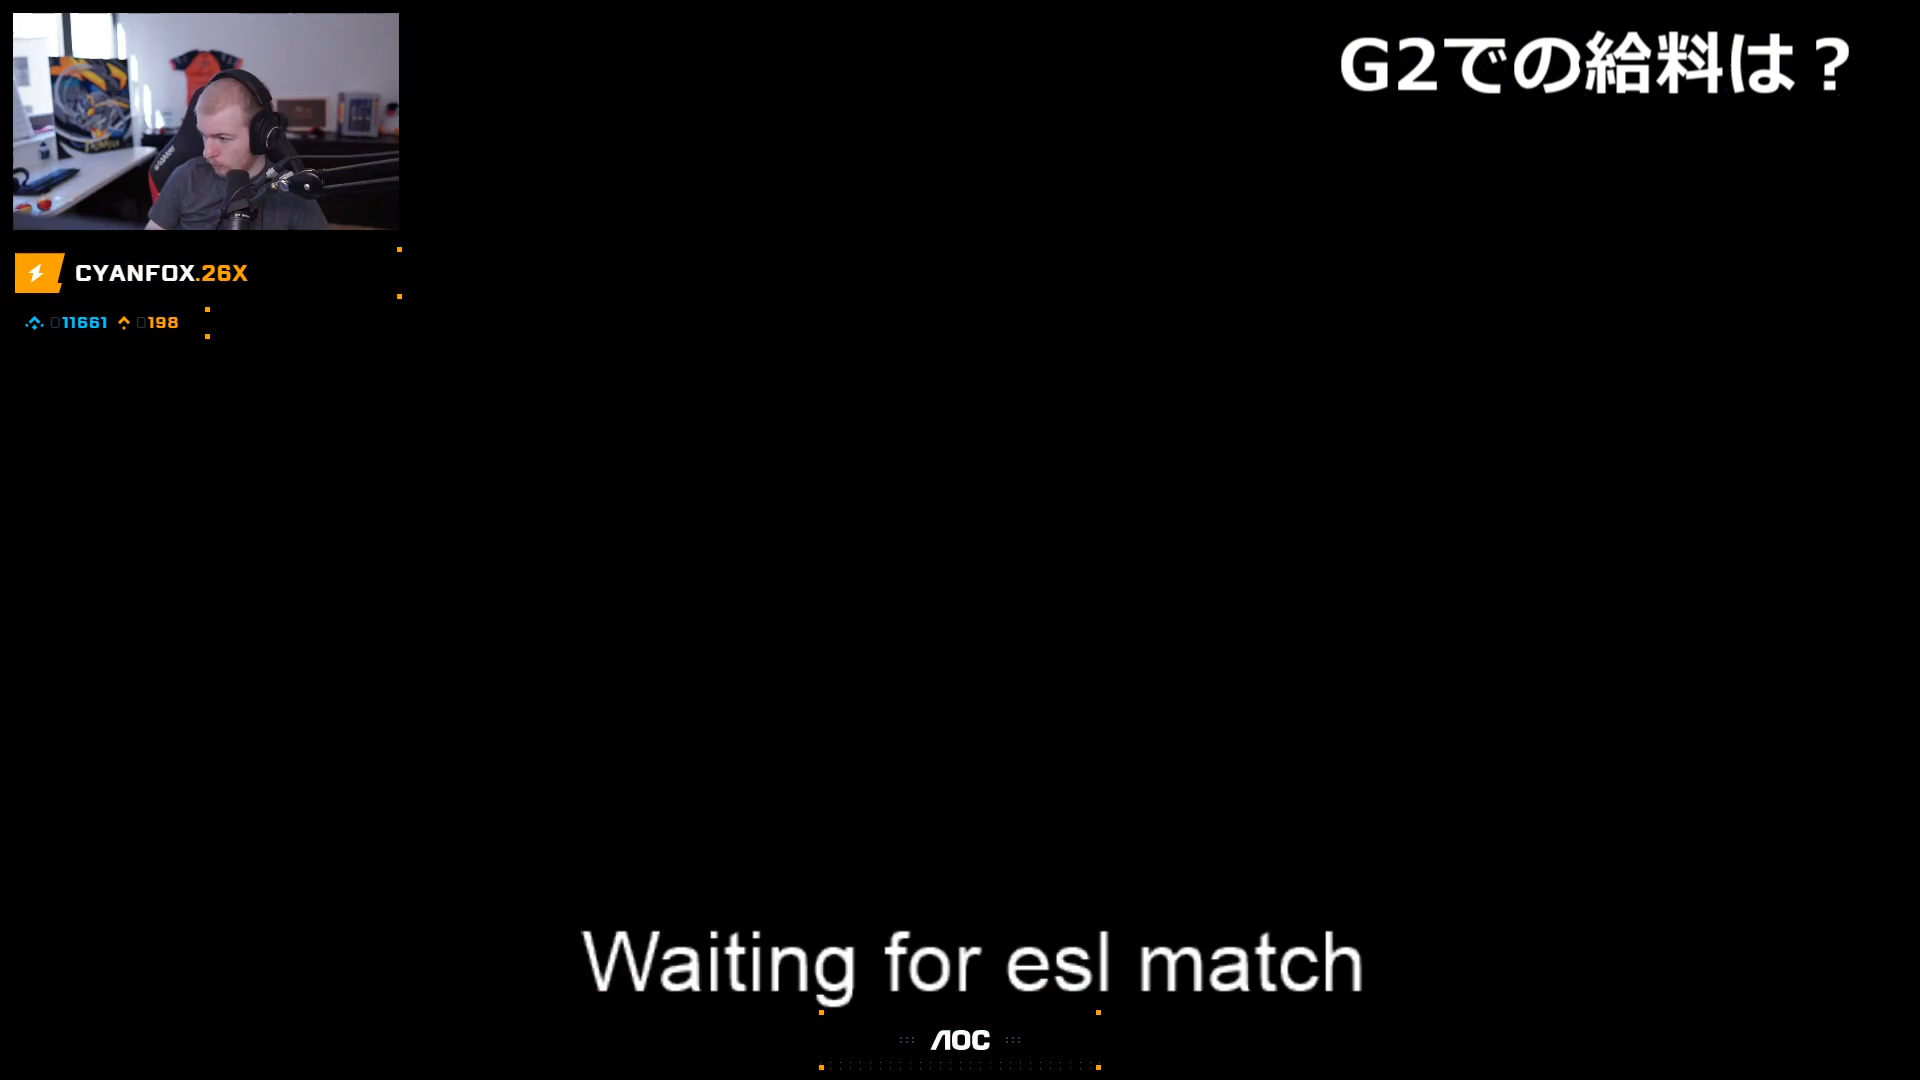 G2での給料は？
CYANFOX.26X
11661 198
Waiting for esl match
AOC